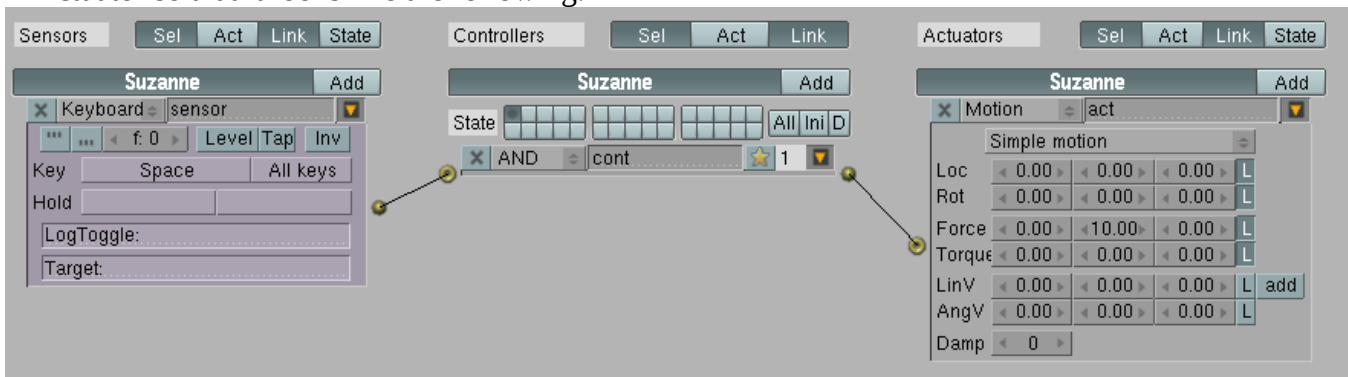 Sensors Sel Act Link State Controllers Sel Act Link Actuators Sel Act Link State
Suzanne Add Suzanne Add Suzanne Add
Keyboard sensor Motion act
f: 0 Level Tap Inv State All Ini D Simple motion
AND cont 1
Key Space All keys Loc 0.00 0.00 0.00 L
Hold Rot 0.00 0.00 0.00 L
LogToggle: Force 0.00 10.00 0.00 L
Target: Torque 0.00 0.00 0.00 L
LinV 0.00 0.00 0.00 L add
AngV 0.00 0.00 0.00 L
Damp 0